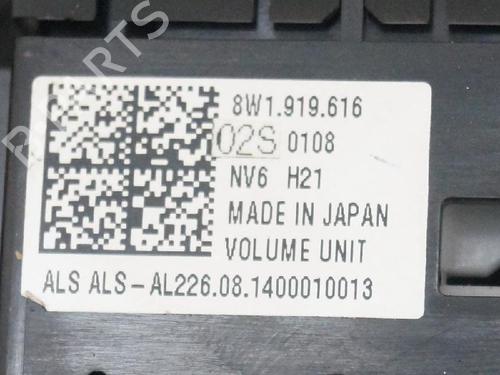 8W1.919.616
02S 0108
NV6 H21
MADE IN JAPAN
VOLUME UNIT
ALS ALS-AL226.08.1400010013